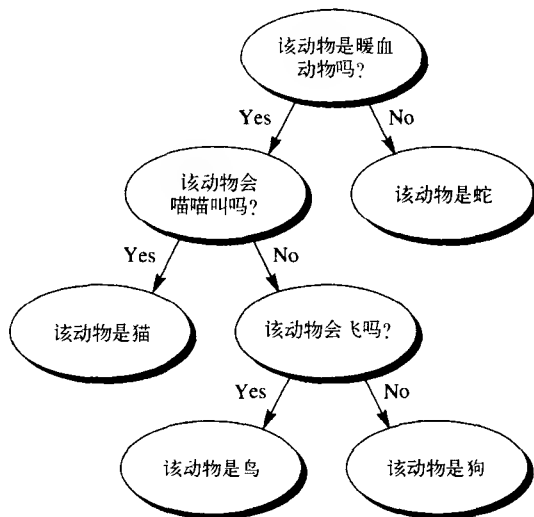 该动物是暖血
动物吗?
Yes
No
该动物会
喵喵叫吗?
该动物是蛇
Yes
No
该动物是猫
该动物会飞吗?
Yes
No
该动物是鸟
该动物是狗